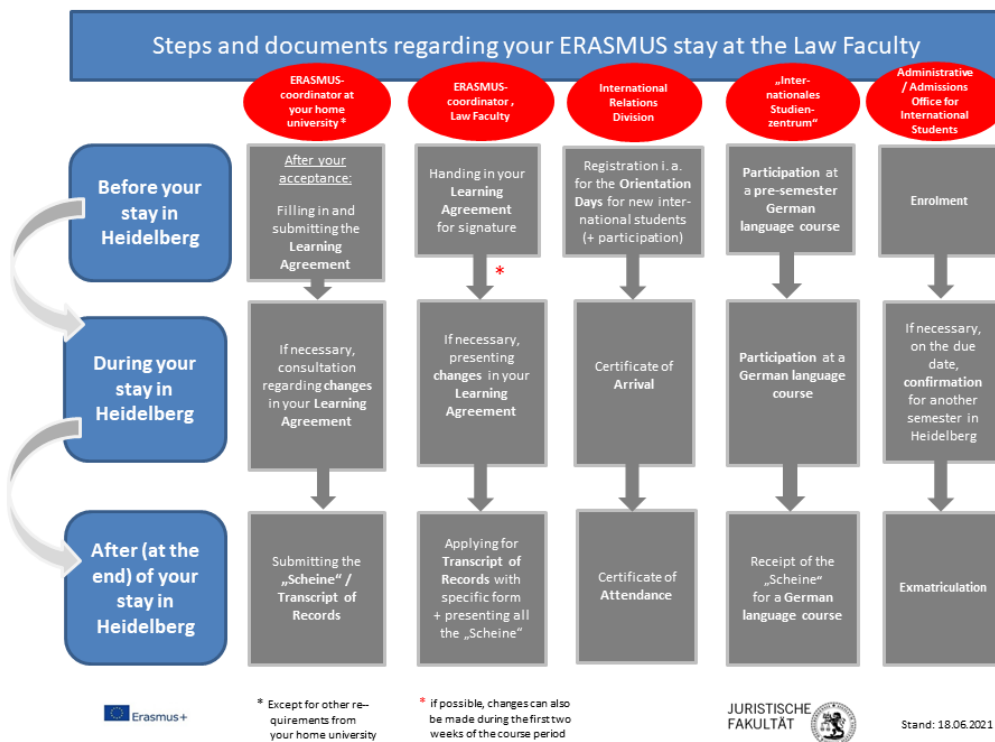 Steps and documents regarding your ERASMUS stay at the Law Faculty
ERASMUS-
coordinator at
your home
university *
ERASMUS-
coordinator ,
Law Faculty
International
Relations
Division
„Inter-
nationales
Studien-
zentrum“
Administrative
/ Admissions
Office for
International
Students
Before your
stay in
Heidelberg
After your
acceptance:
Filling in and
submitting the
Learning
Agreement
Handing in your
Learning
Agreement
for signature
*
Registration i. a.
for the Orientation
Days for new inter-
national students
(+ participation)
Participation at
a pre-semester
German
language course
Enrolment
During your
stay in
Heidelberg
If necessary,
consultation
regarding changes
in your Learning
Agreement
If necessary,
presenting
changes in your
Learning
Agreement
Certificate of
Arrival
Participation at a
German language
course
If necessary,
on the due
date,
confirmation
for another
semester in
Heidelberg
After (at the
end) of your
stay in
Heidelberg
Submitting the
„Scheine“ /
Transcript of
Records
Applying for
Transcript of
Records with
specific form
+ presenting all
the „Scheine“
Certificate of
Attendance
Receipt of the
„Scheine“
for a German
language course
Exmatriculation
Erasmus+
* Except for other re--
quirements from
your home university
* if possible, changes can also
be made during the first two
weeks of the course period
JURISTISCHE
FAKULTÄT
Stand: 18.06.2021